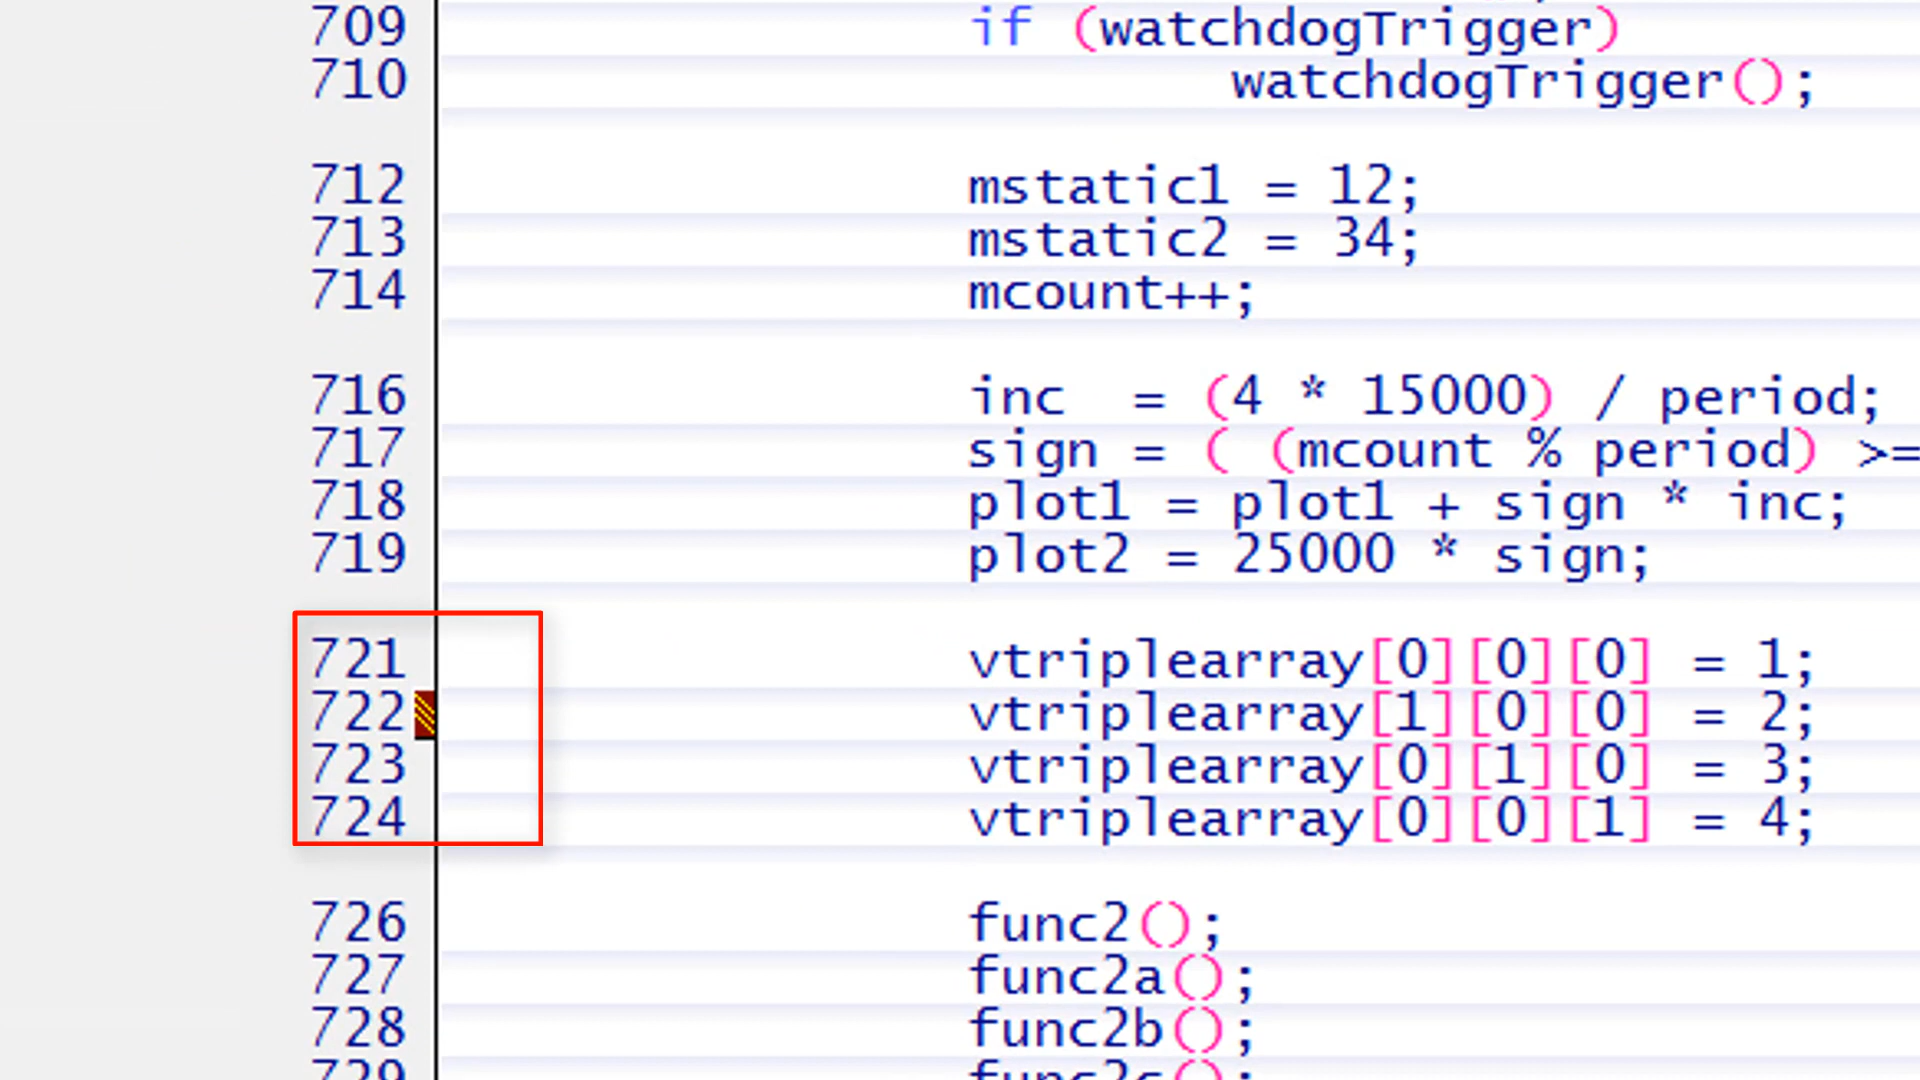 709 if (watchdogTrigger)
710 watchdogTrigger();
712 mstatic1 = 12;
713 mstatic2 = 34;
714 mcount++;
716 inc  = (4 * 15000) / period;
717 sign = ( (mcount % period) >=
718 plot1 = plot1 + sign * inc;
719 plot2 = 25000 * sign;
721 vtriplearray[0][0][0] = 1;
722 vtriplearray[1][0][0] = 2;
723 vtriplearray[0][1][0] = 3;
724 vtriplearray[0][0][1] = 4;
726 func2();
727 func2a();
728 func2b();
729 func2c();